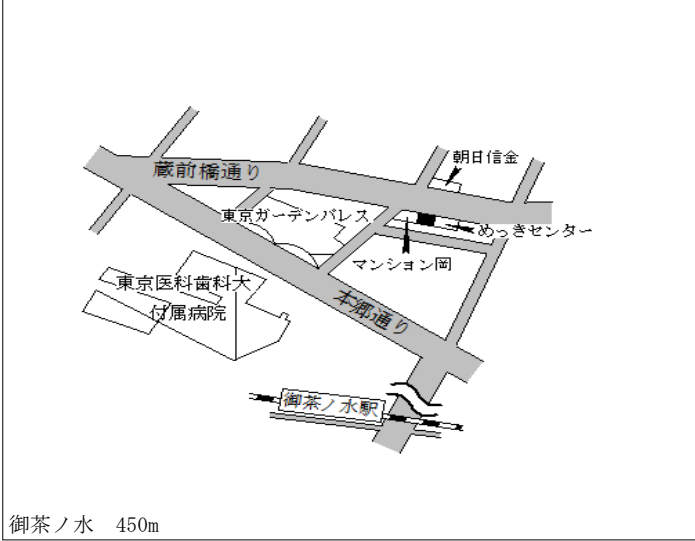 朝日信金
蔵前橋通り
東京ガーデンパレス
めっきセンター
マンション岡
東京医科歯科大
付属病院
本郷通り
御茶ノ水駅
御茶ノ水　450m